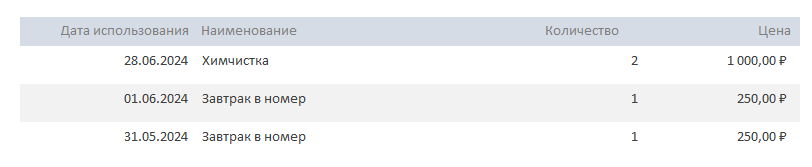 Дата использования Наименование Количество Цена
28.06.2024 Химчистка 2 1 000,00 ₽
01.06.2024 Завтрак в номер 1 250,00 ₽
31.05.2024 Завтрак в номер 1 250,00 ₽